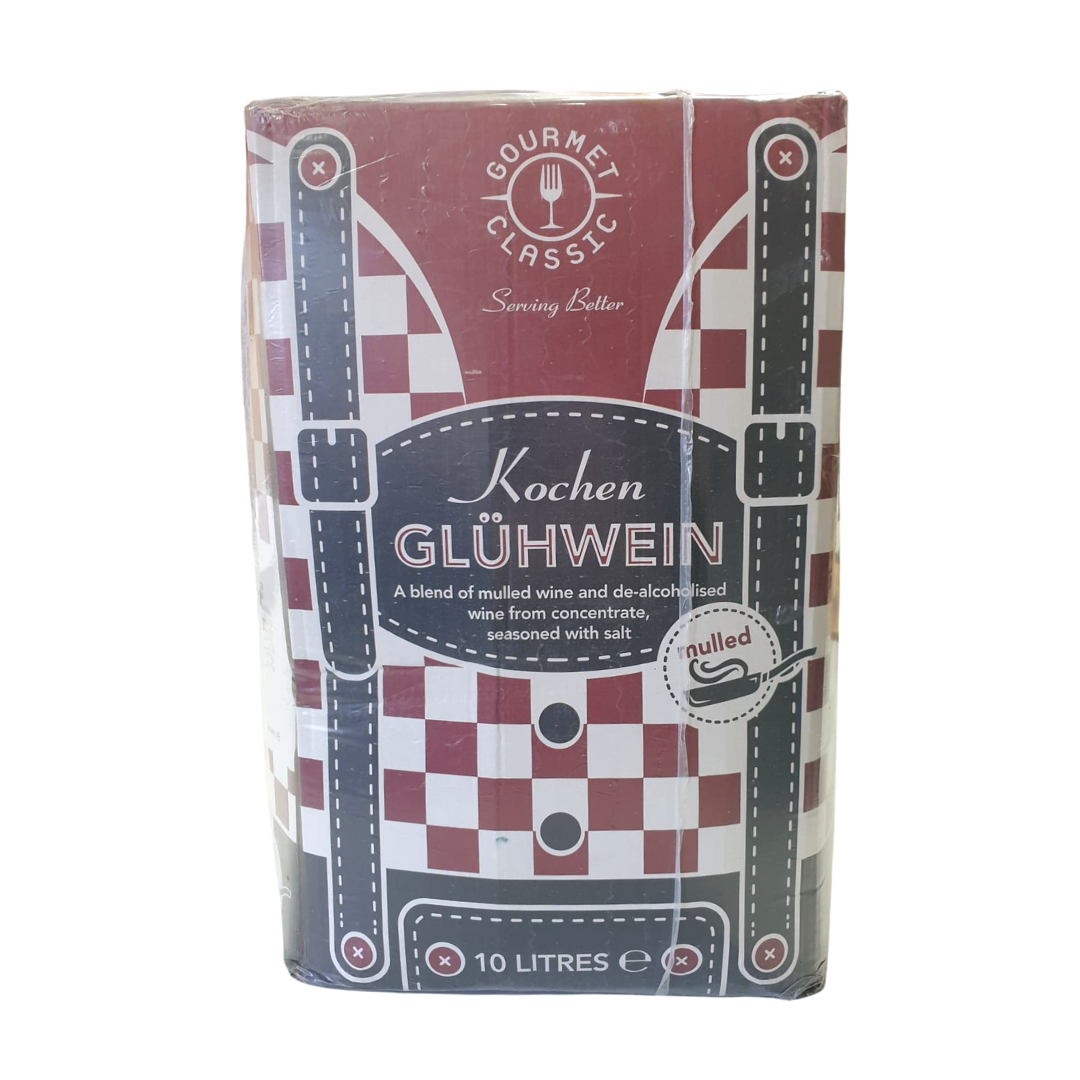 GOURMET
CLASSIC
Serving Better
Kochen
GLÜHWEIN
A blend of mulled wine and de-alcoholised
wine from concentrate,
seasoned with salt
mulled
10 LITRES ℮